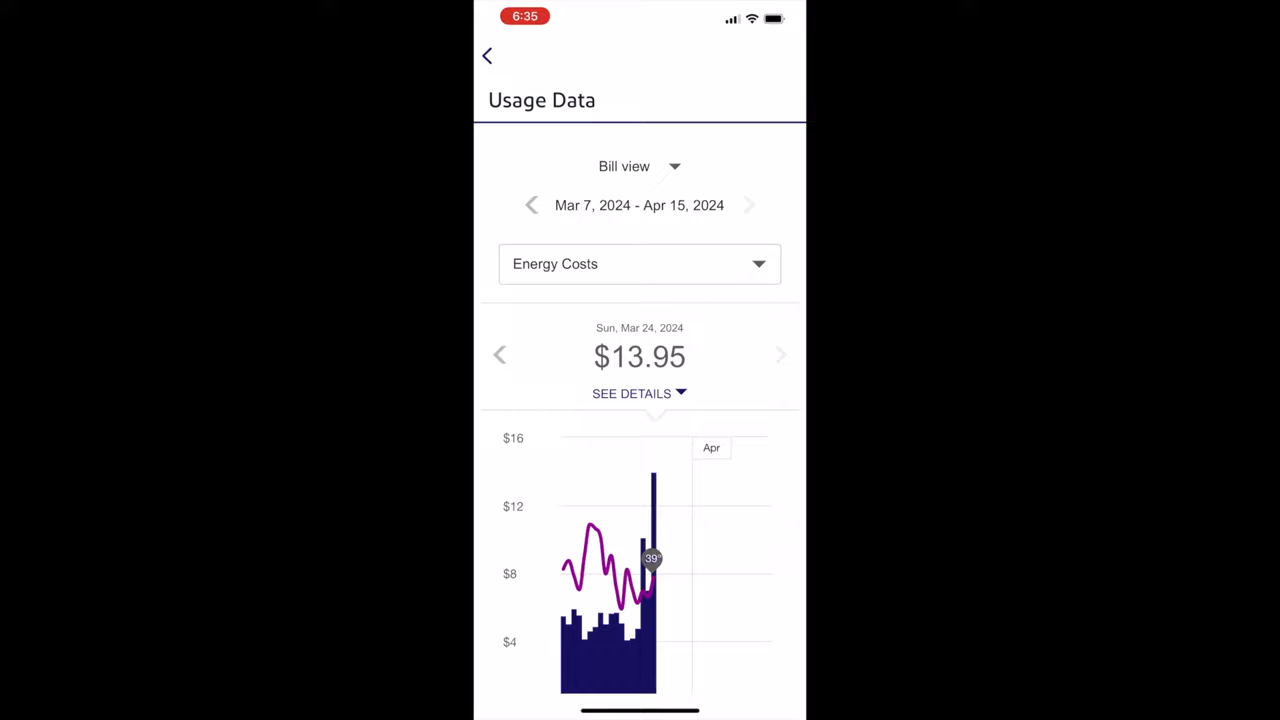 6:35
Usage Data
Bill view
Mar 7, 2024 - Apr 15, 2024
Energy Costs
Sun, Mar 24, 2024
$13.95
SEE DETAILS
$16
Apr
$12
39°
$8
$4